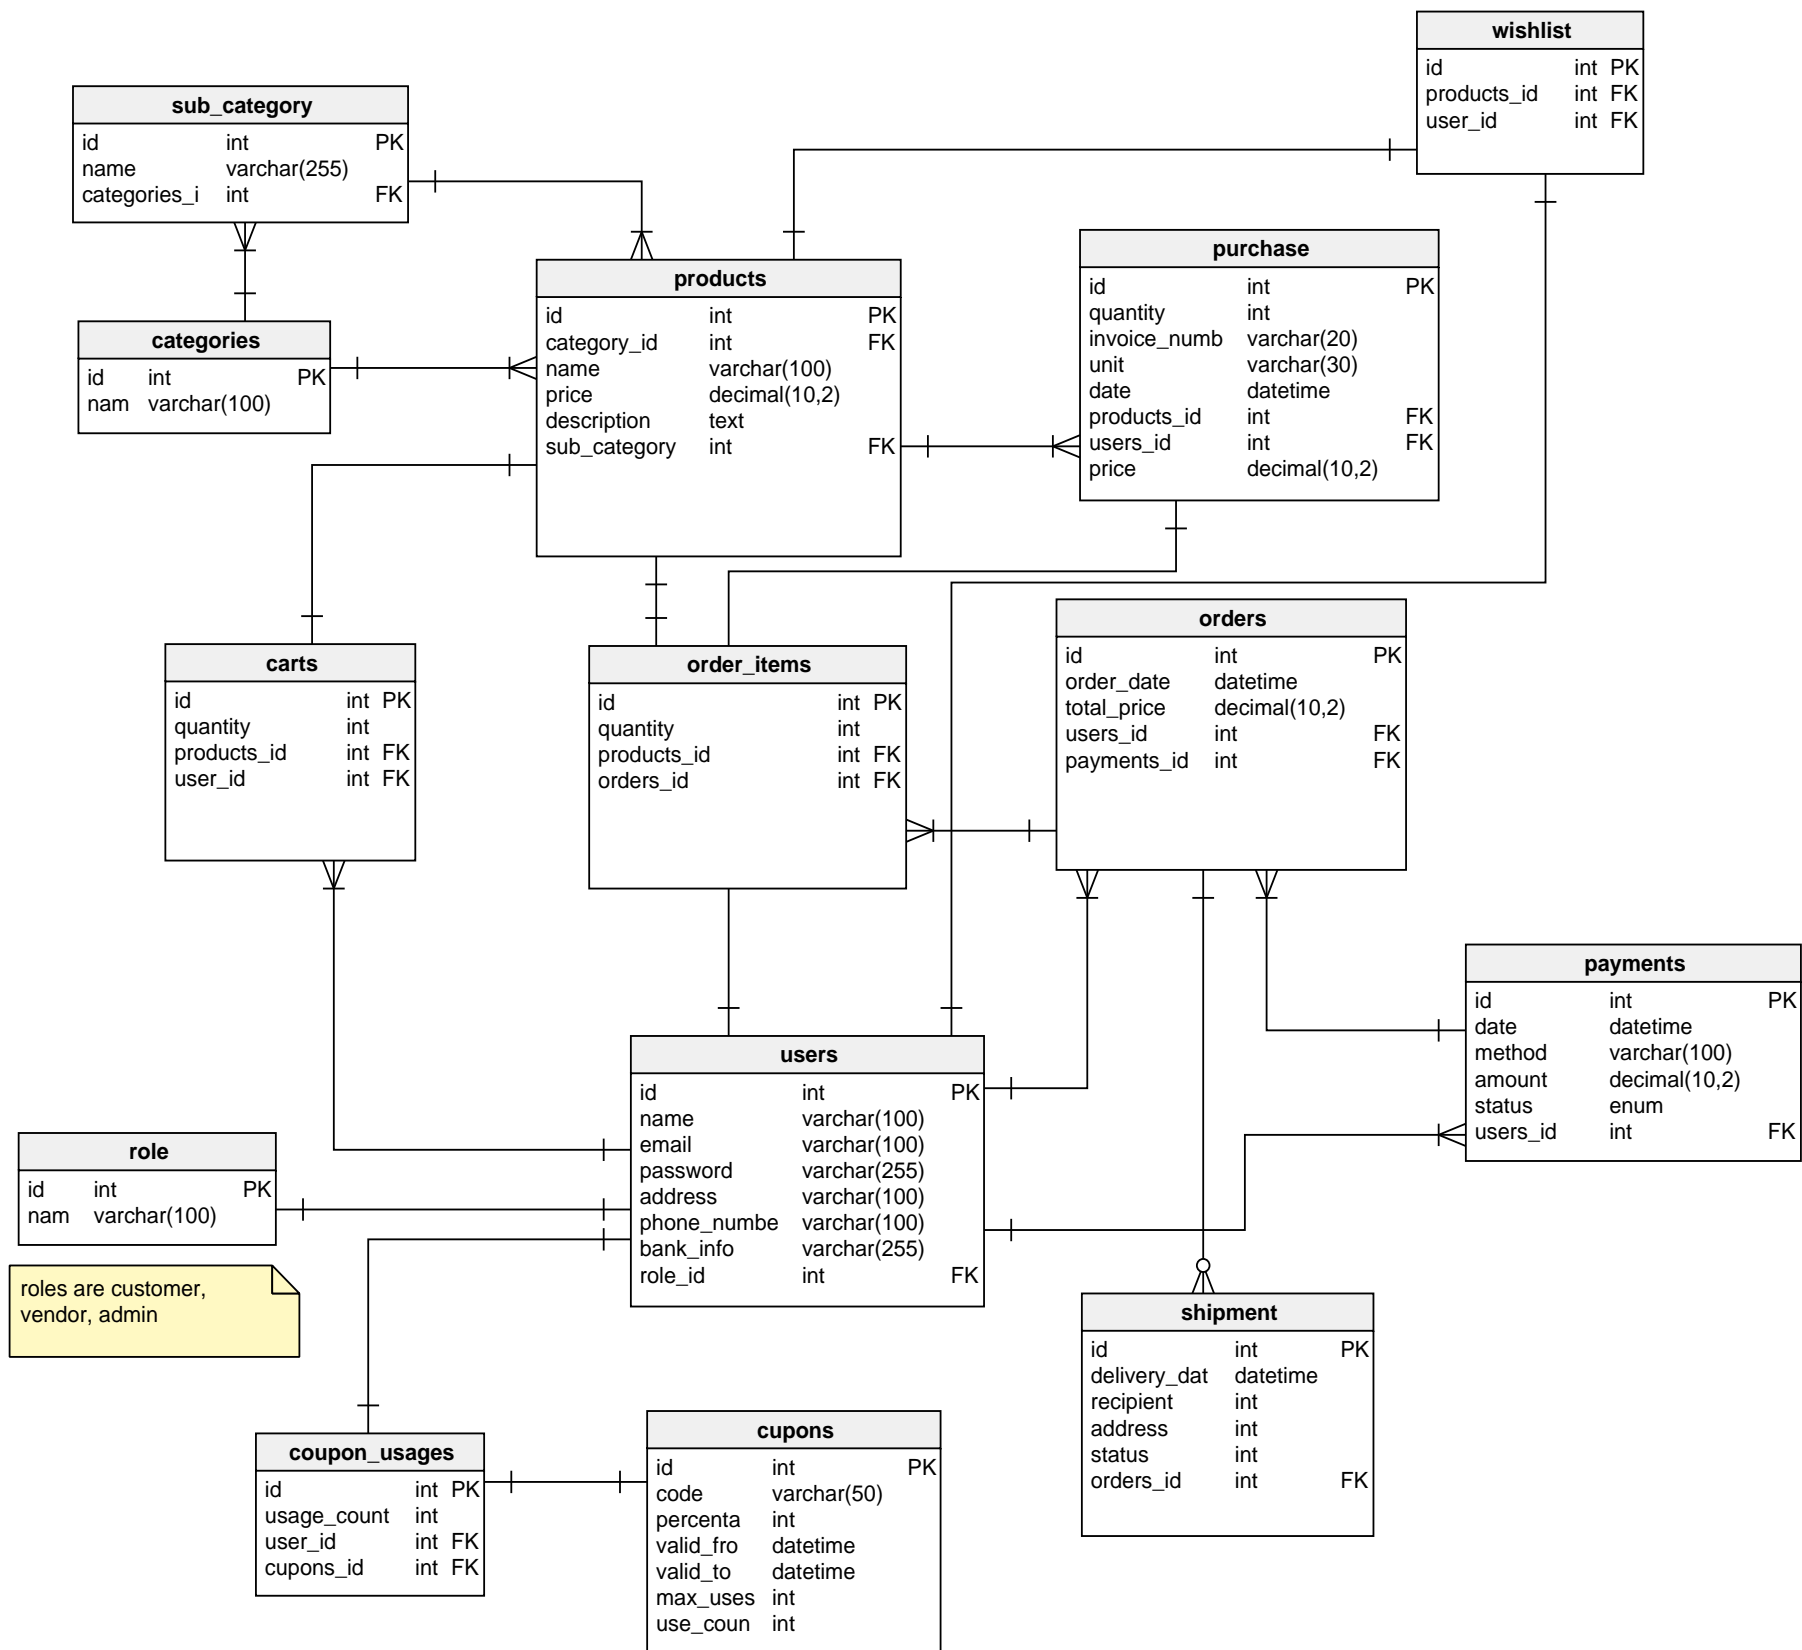 wishlist
id int PK
products_id int FK
user_id int FK
sub_category
id int PK
name varchar(255)
categories_i int FK
categories
id int PK
nam varchar(100)
products
id int PK
category_id int FK
name varchar(100)
price decimal(10,2)
description text
sub_category int FK
purchase
id int PK
quantity int
invoice_numb varchar(20)
unit varchar(30)
date datetime
products_id int FK
users_id int FK
price decimal(10,2)
carts
id int PK
quantity int
products_id int FK
user_id int FK
order_items
id int PK
quantity int
products_id int FK
orders_id int FK
orders
id int PK
order_date datetime
total_price decimal(10,2)
users_id int FK
payments_id int FK
payments
id int PK
date datetime
method varchar(100)
amount decimal(10,2)
status enum
users_id int FK
users
id int PK
name varchar(100)
email varchar(100)
password varchar(255)
address varchar(100)
phone_numbe varchar(100)
bank_info varchar(255)
role_id int FK
role
id int PK
nam varchar(100)
roles are customer,
vendor, admin
shipment
id int PK
delivery_dat datetime
recipient int
address int
status int
orders_id int FK
coupon_usages
id int PK
usage_count int
user_id int FK
cupons_id int FK
cupons
id int PK
code varchar(50)
percenta int
valid_fro datetime
valid_to datetime
max_uses int
use_coun int